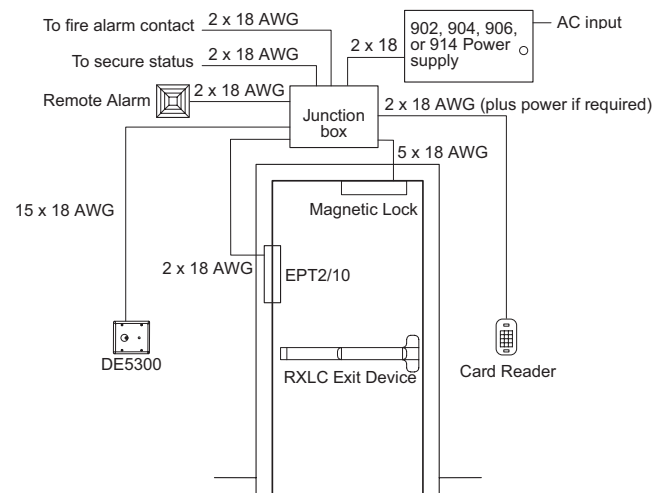 To fire alarm contact
2 x 18 AWG
902, 904, 906,
or 914 Power
supply
AC input
To secure status
2 x 18 AWG
2 x 18
Remote Alarm
2 x 18 AWG
Junction
box
2 x 18 AWG (plus power if required)
5 x 18 AWG
15 x 18 AWG
Magnetic Lock
2 x 18 AWG
EPT2/10
DE5300
RXLC Exit Device
Card Reader